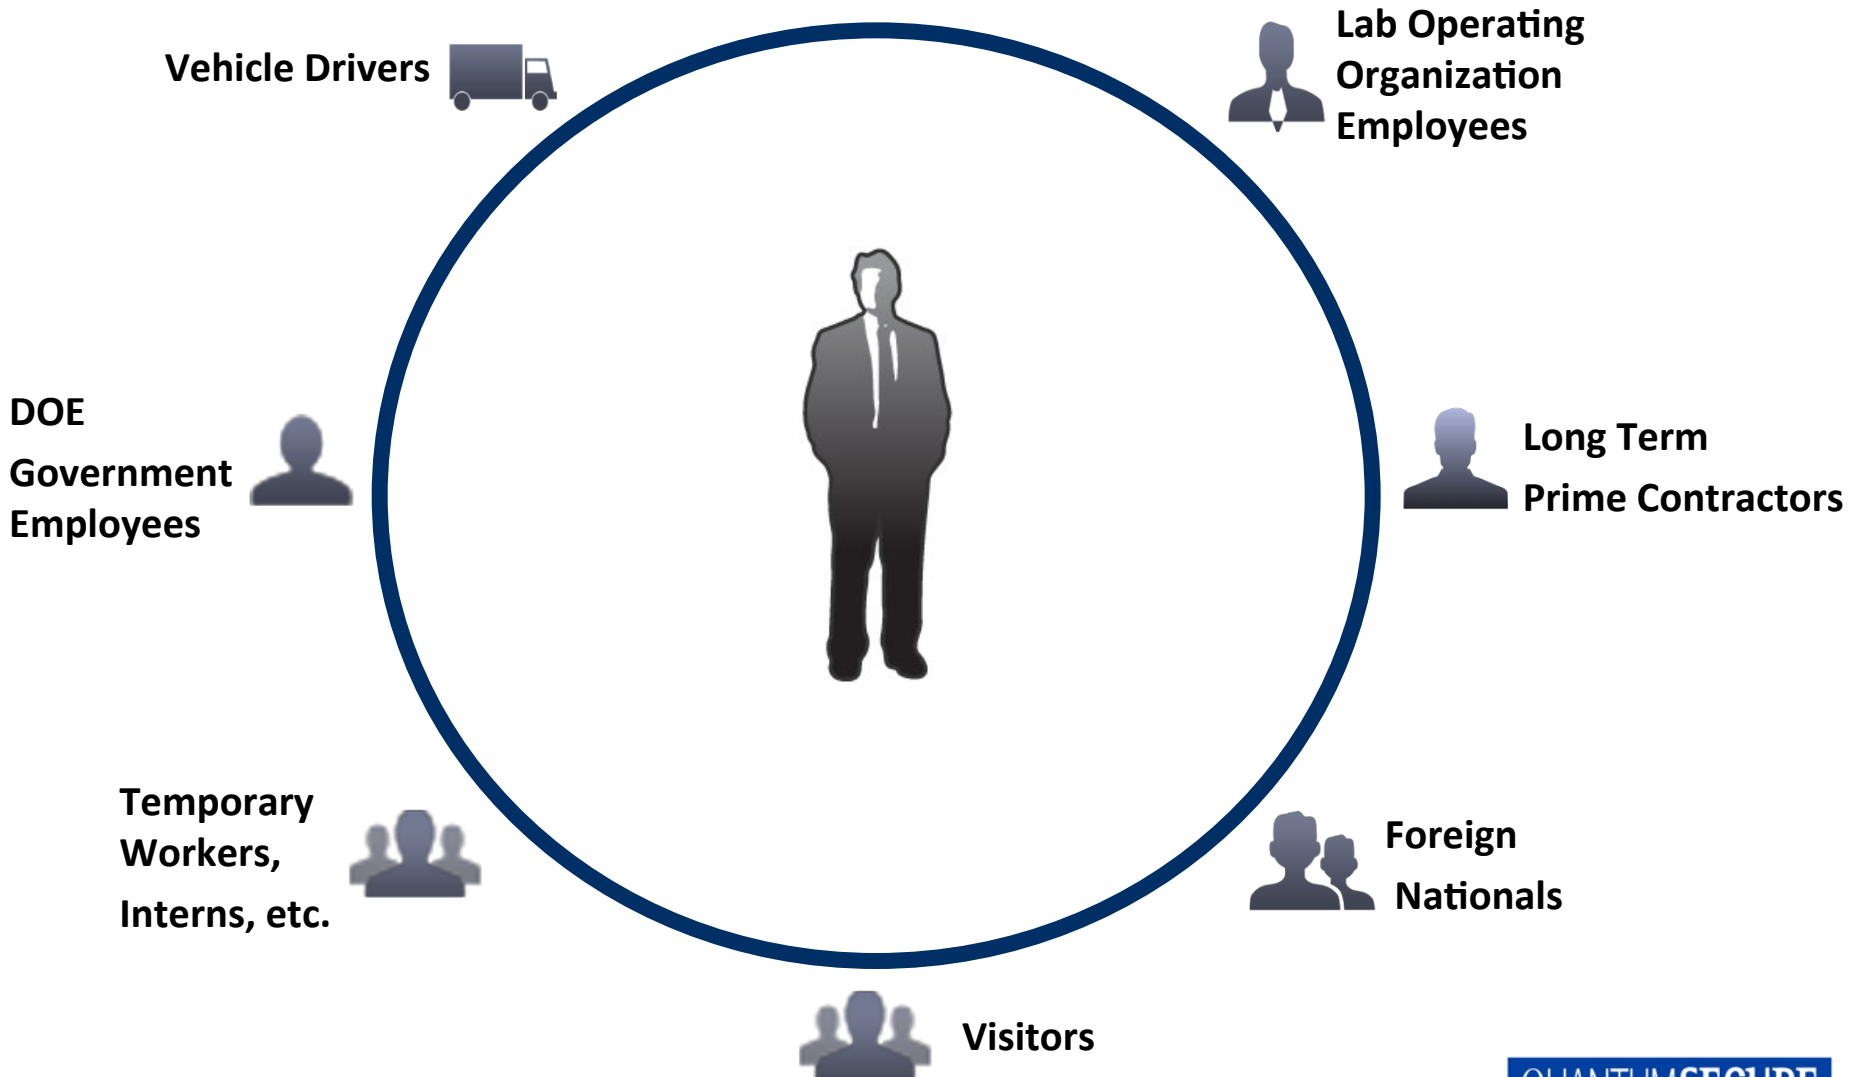 Vehicle Drivers
Lab Operating
Organization
Employees
DOE
Government
Employees
Long Term
Prime Contractors
Temporary
Workers,
Interns, etc.
Foreign
Nationals
Visitors
QUANTUMSECURE